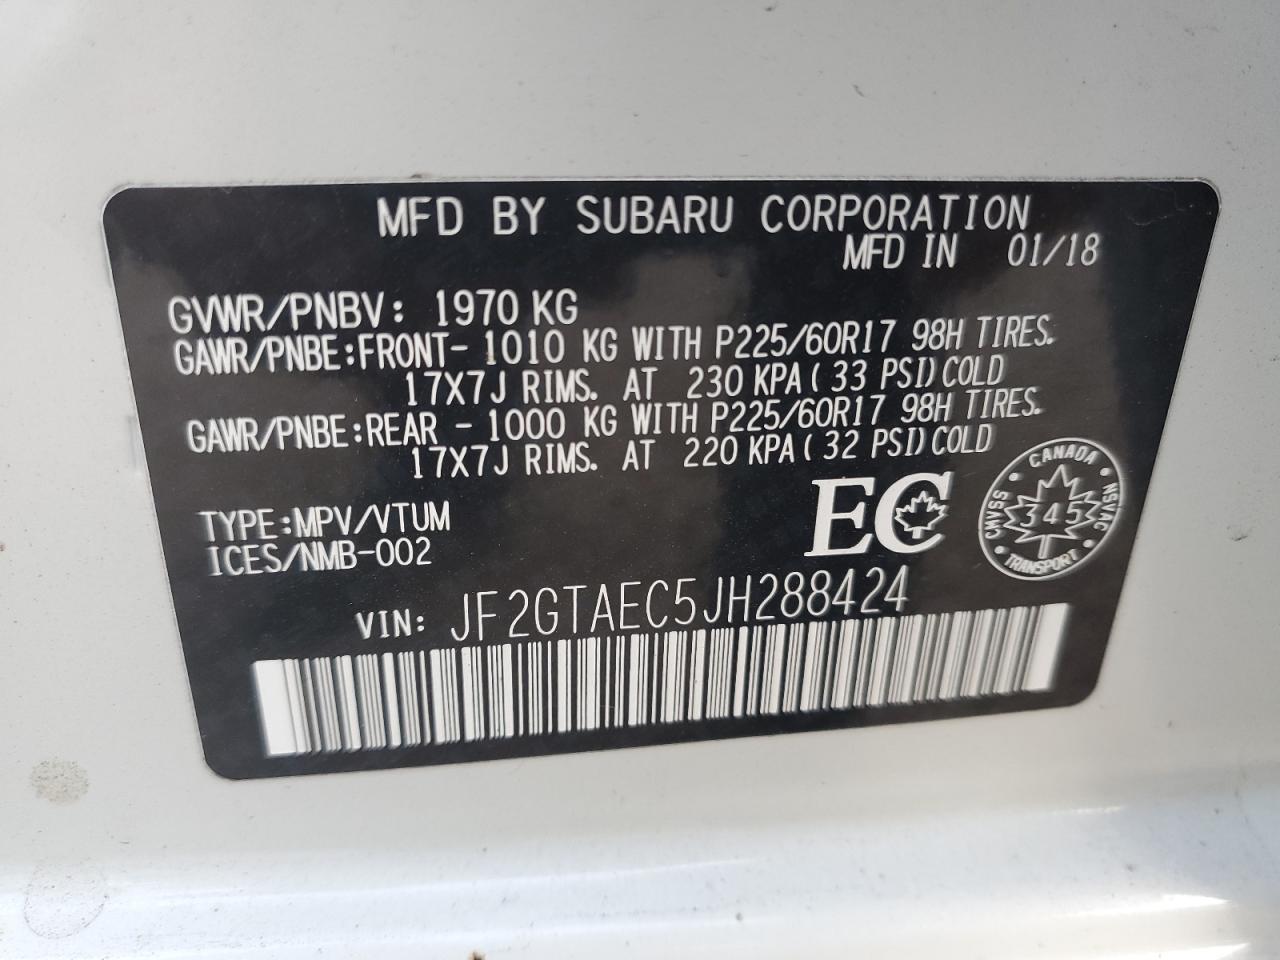 MFD BY SUBARU CORPORATION
MFD IN 01/18
GVWR/PNBV: 1970 KG
GAWR/PNBE:FRONT- 1010 KG WITH P225/60R17 98H TIRES.
17X7J RIMS. AT 230 KPA( 33 PSI)COLD
GAWR/PNBE:REAR - 1000 KG WITH P225/60R17 98H TIRES.
17X7J RIMS. AT 220 KPA( 32 PSI)COLD
TYPE:MPV/VTUM
ICES/NMB-002
EC
CANADA
CMVSS 345 NSVAC
TRANSPORT
VIN: JF2GTAEC5JH288424